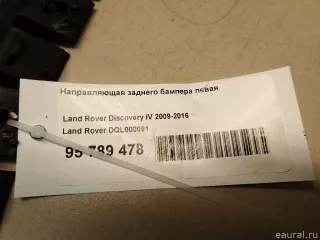 Направляющая заднего бампера левая
Land Rover Discovery IV 2009-2016
Land Rover DQL000091
95 789 478
eaural.ru